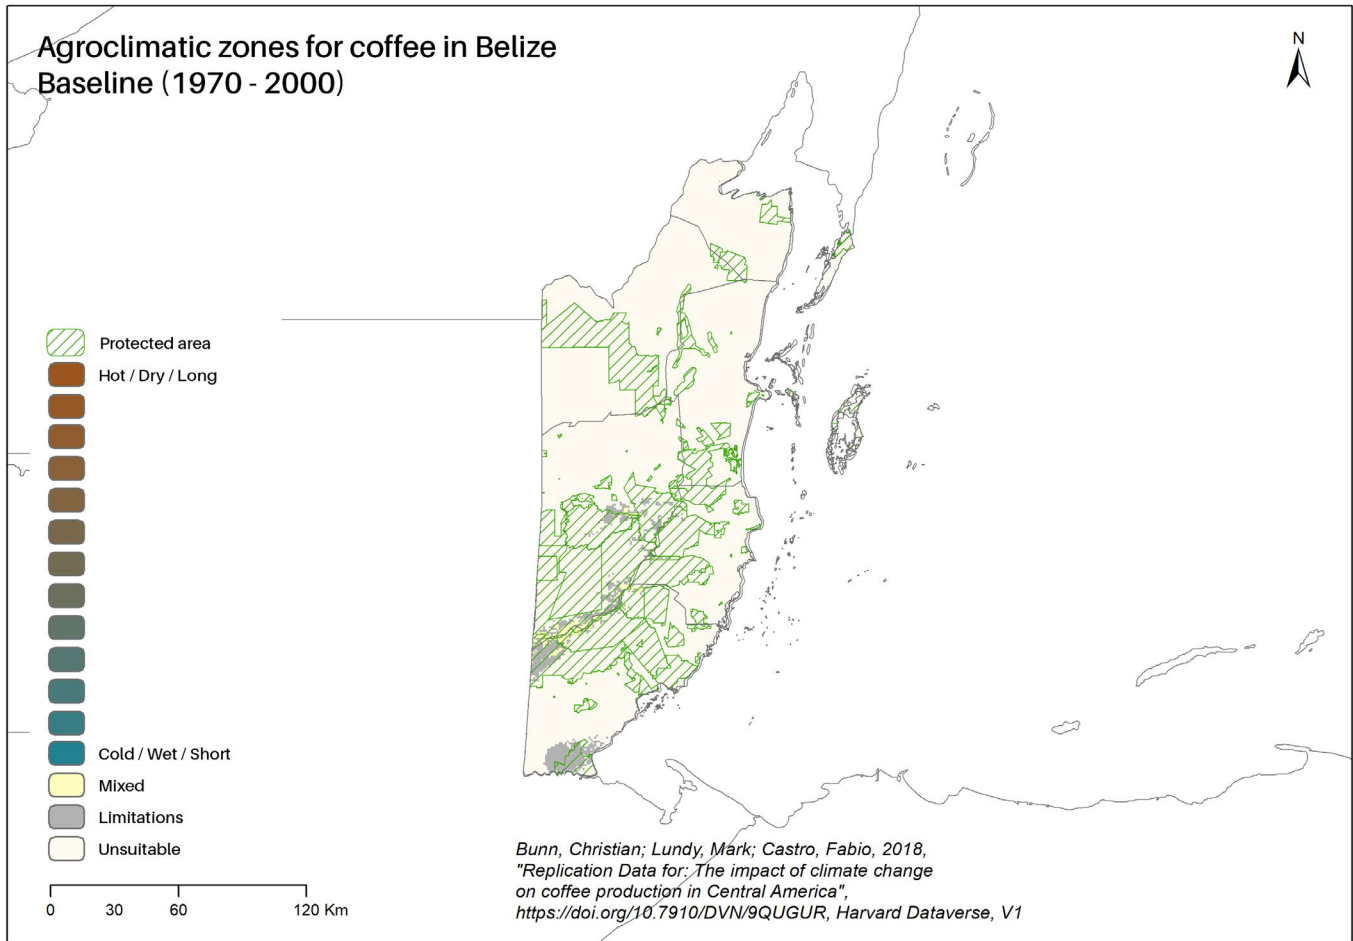 Agroclimatic zones for coffee in Belize
Baseline (1970 - 2000)
N
Protected area
Hot / Dry / Long
Cold / Wet / Short
Mixed
Limitations
Unsuitable
0 30 60 120 Km
Bunn, Christian; Lundy, Mark; Castro, Fabio, 2018,
"Replication Data for: The impact of climate change
on coffee production in Central America",
https://doi.org/10.7910/DVN/9QUGUR, Harvard Dataverse, V1